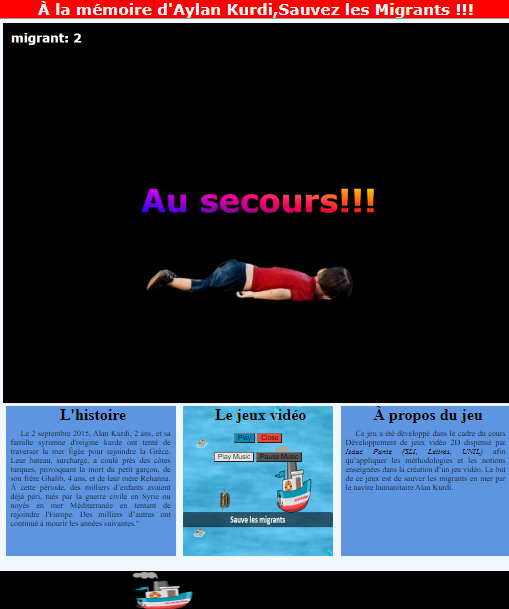 À la mémoire d'Aylan Kurdi,Sauvez les Migrants !!!
migrant: 2
Au secours!!!
L'histoire
Le 2 septembre 2015, Alan Kurdi, 2 ans, et sa
famille syrienne d'origine kurde ont tenté de
traverser la mer Egée pour rejoindre la Grèce.
Leur bateau, surchargé, a coulé près des côtes
turques, provoquant la mort du petit garçon, de
son frère Ghalib, 4 ans, et de leur mère Rehanna.
A cette période, des milliers d’enfants avaient
déjà péri, tués par la guerre civil en Syrie ou
noyés en mer Méditerranée en tentant de
rejoindre l'Europe. Des milliers d’autres ont
continué à mourir les années suivantes."
Le jeux vidéo
Play Close
Play Music Pause Music
Sauve les migrants
À propos du jeu
Ce jeu a été développé dans le cadre du cours
Développement de jeux vidéo 2D dispensé par
Isaac Pante (SLI, Lettres, UNIL) afin
qu’appliquer les méthodologies et les notions
enseignées dans la création d’un jeu vidéo. Le but
de ce jeux est de sauver les migrants en mer par
le navire humanitaire Alan Kurdi.